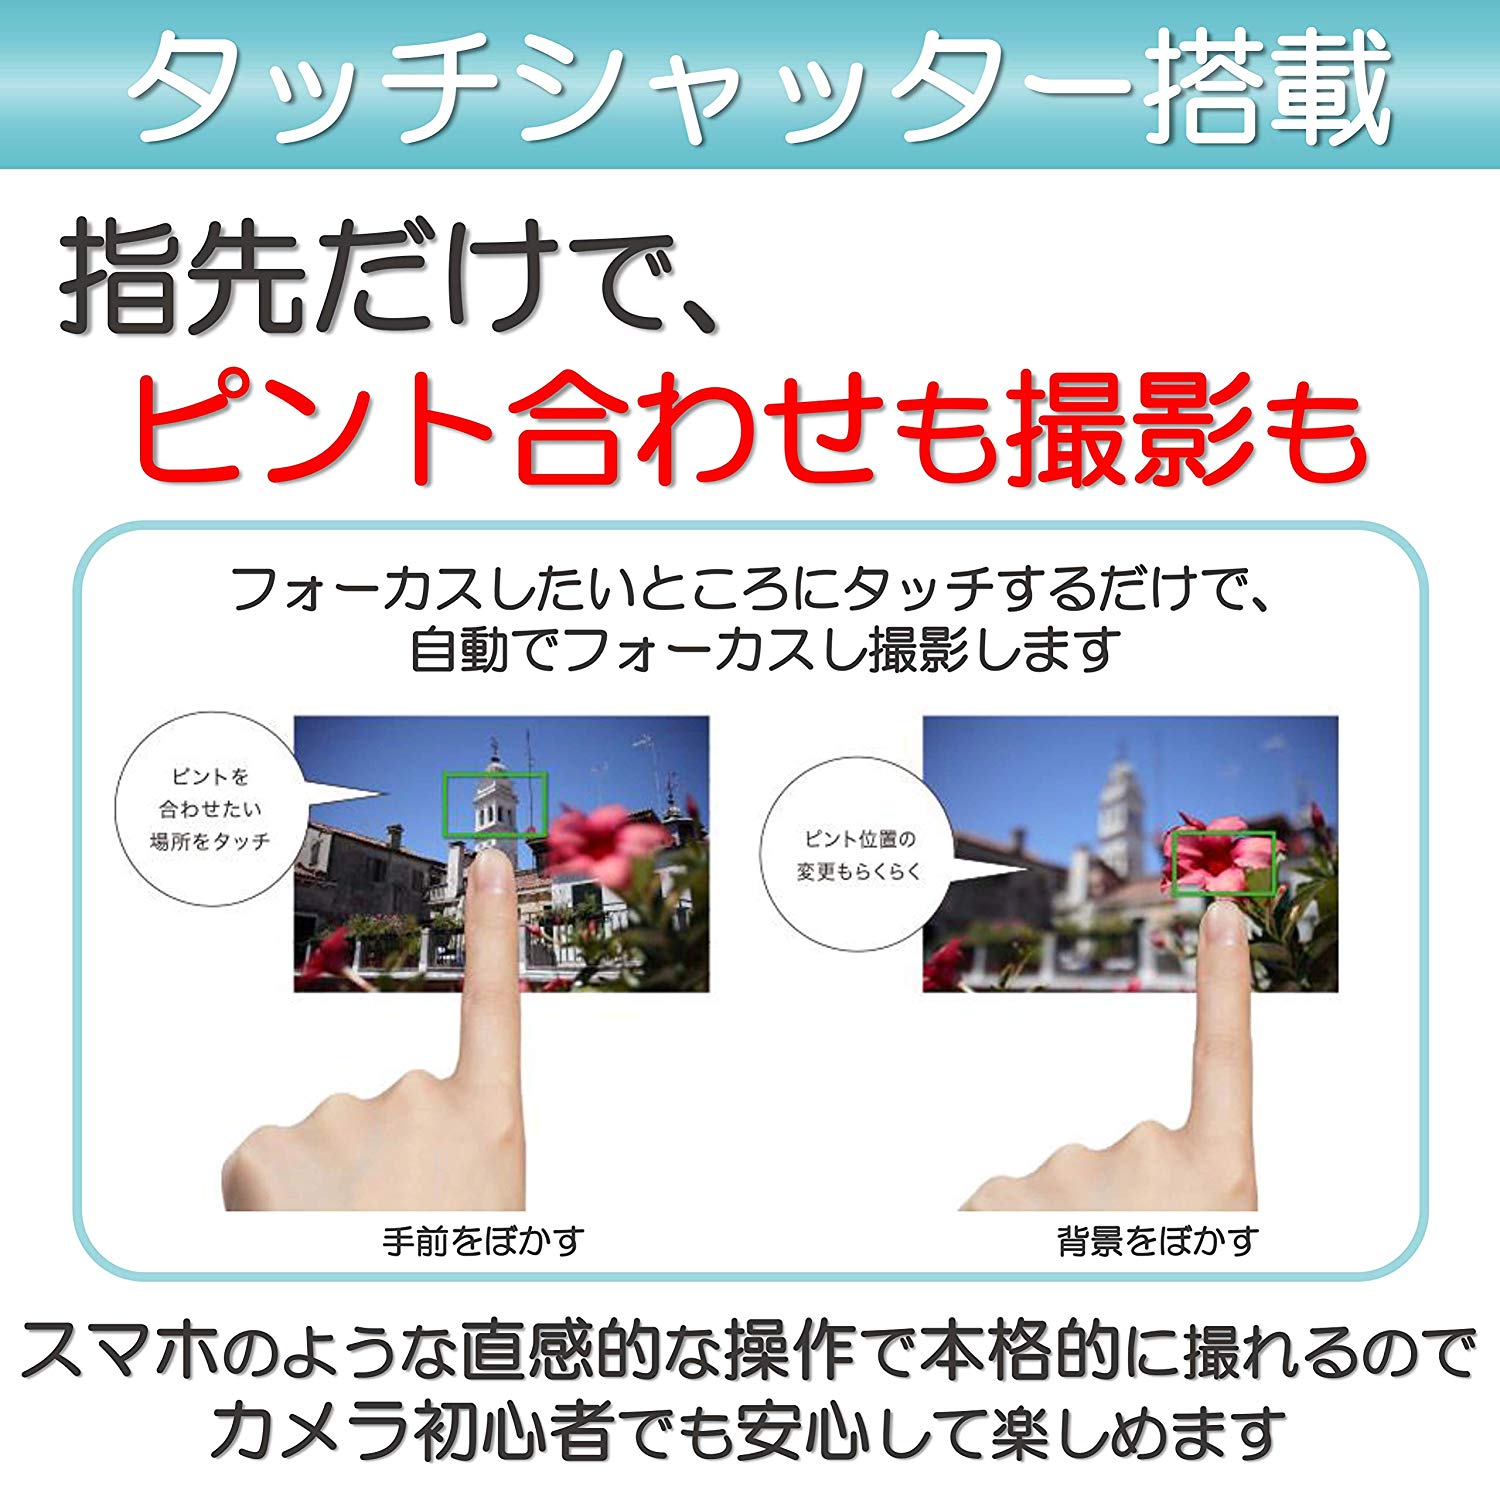 タッチシャッター搭載
指先だけで、
ピント合わせも撮影も
フォーカスしたいところにタッチするだけで、
自動でフォーカスし撮影します
ピントを
合わせたい
場所をタッチ
ピント位置の
変更もらくらく
手前をぼかす
背景をぼかす
スマホのような直感的な操作で本格的に撮れるので
カメラ初心者でも安心して楽しめます